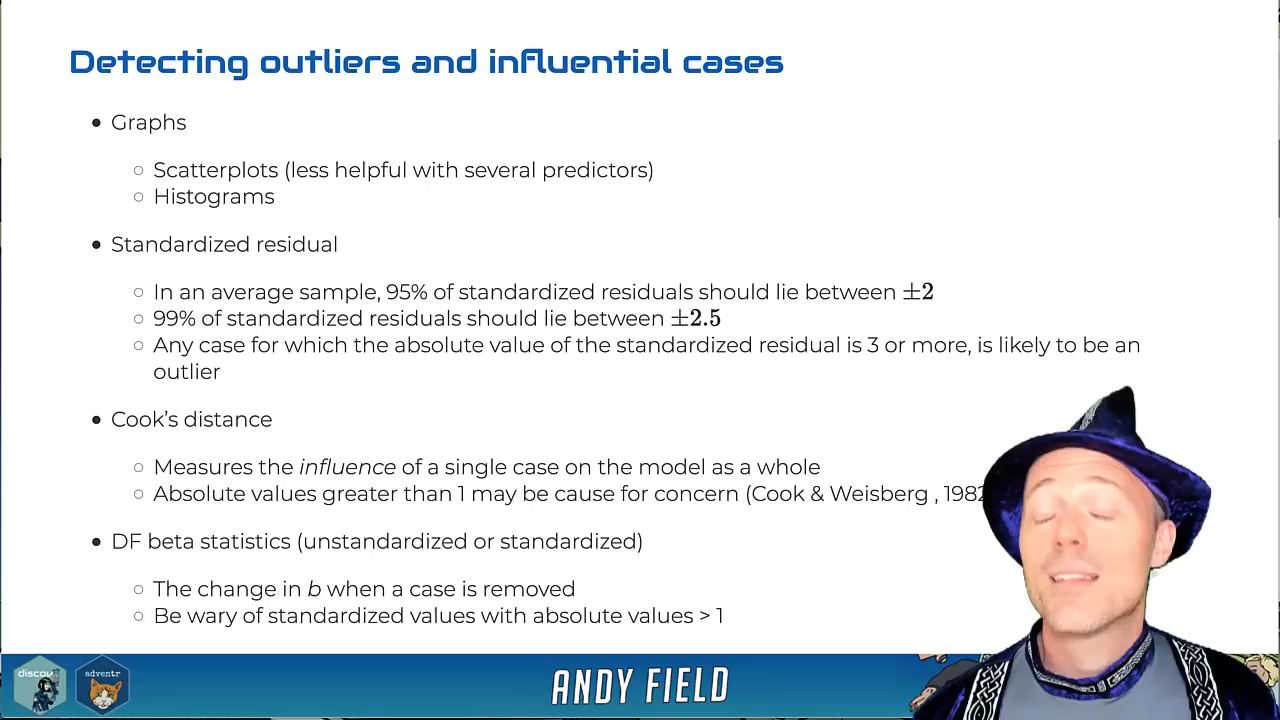 Detecting outliers and influential cases
• Graphs
○ Scatterplots (less helpful with several predictors)
○ Histograms
• Standardized residual
○ In an average sample, 95% of standardized residuals should lie between ±2
○ 99% of standardized residuals should lie between ±2.5
○ Any case for which the absolute value of the standardized residual is 3 or more, is likely to be an
outlier
• Cook’s distance
○ Measures the influence of a single case on the model as a whole
○ Absolute values greater than 1 may be cause for concern (Cook & Weisberg , 1982
• DF beta statistics (unstandardized or standardized)
○ The change in b when a case is removed
○ Be wary of standardized values with absolute values > 1
discov
adventr
ANDY FIELD